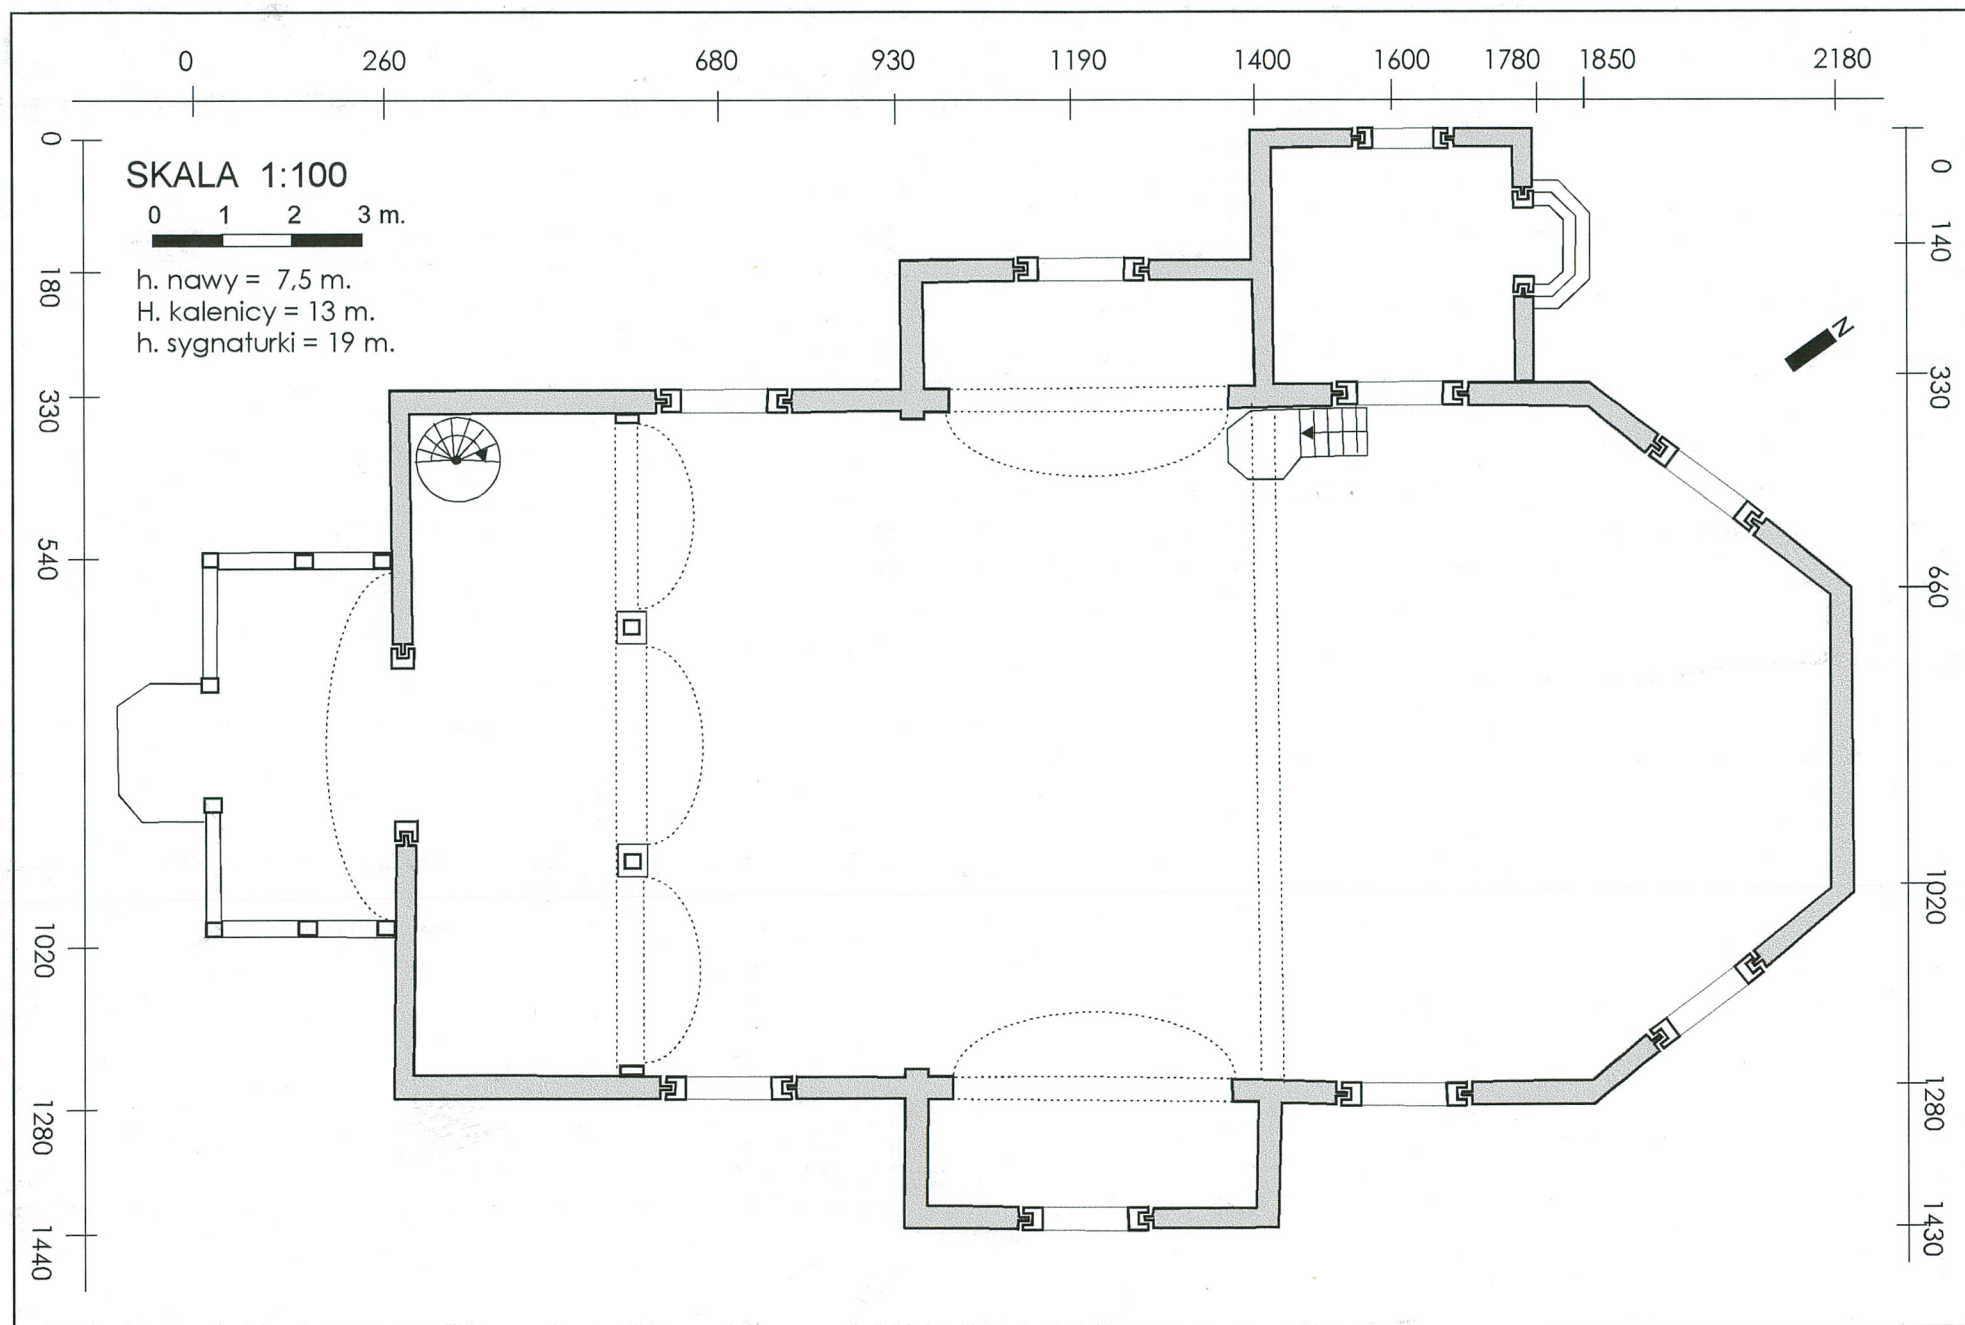 0 260 680 930 1190 1400 1600 1780 1850 2180
SKALA 1:100
0 1 2 3 m.
h. nawy = 7,5 m.
H. kalenicy = 13 m.
h. sygnaturki = 19 m.
0
180
330
540
1020
1280
1440
N
0
140
330
660
1020
1280
1430